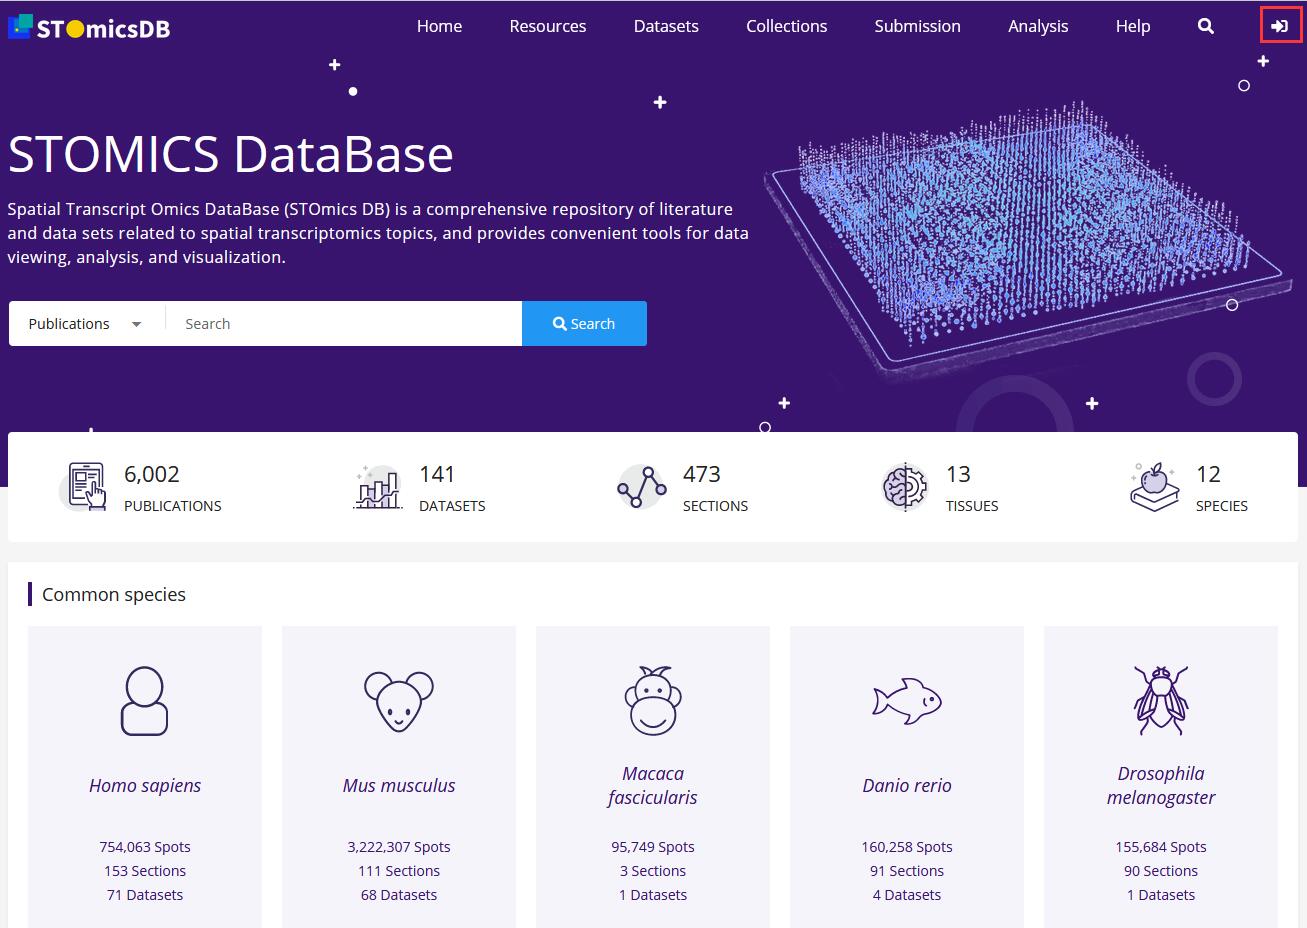 STOmicsDB
Home Resources Datasets Collections Submission Analysis Help
STOMICS DataBase
Spatial Transcript Omics DataBase (STOmics DB) is a comprehensive repository of literature
and data sets related to spatial transcriptomics topics, and provides convenient tools for data
viewing, analysis, and visualization.
Publications Search Search
6,002 141 473 13 12
PUBLICATIONS DATASETS SECTIONS TISSUES SPECIES
Common species
Homo sapiens
Mus musculus
Macaca
fascicularis
Danio rerio
Drosophila
melanogaster
754,063 Spots 3,222,307 Spots 95,749 Spots 160,258 Spots 155,684 Spots
153 Sections 111 Sections 3 Sections 91 Sections 90 Sections
71 Datasets 68 Datasets 1 Datasets 4 Datasets 1 Datasets